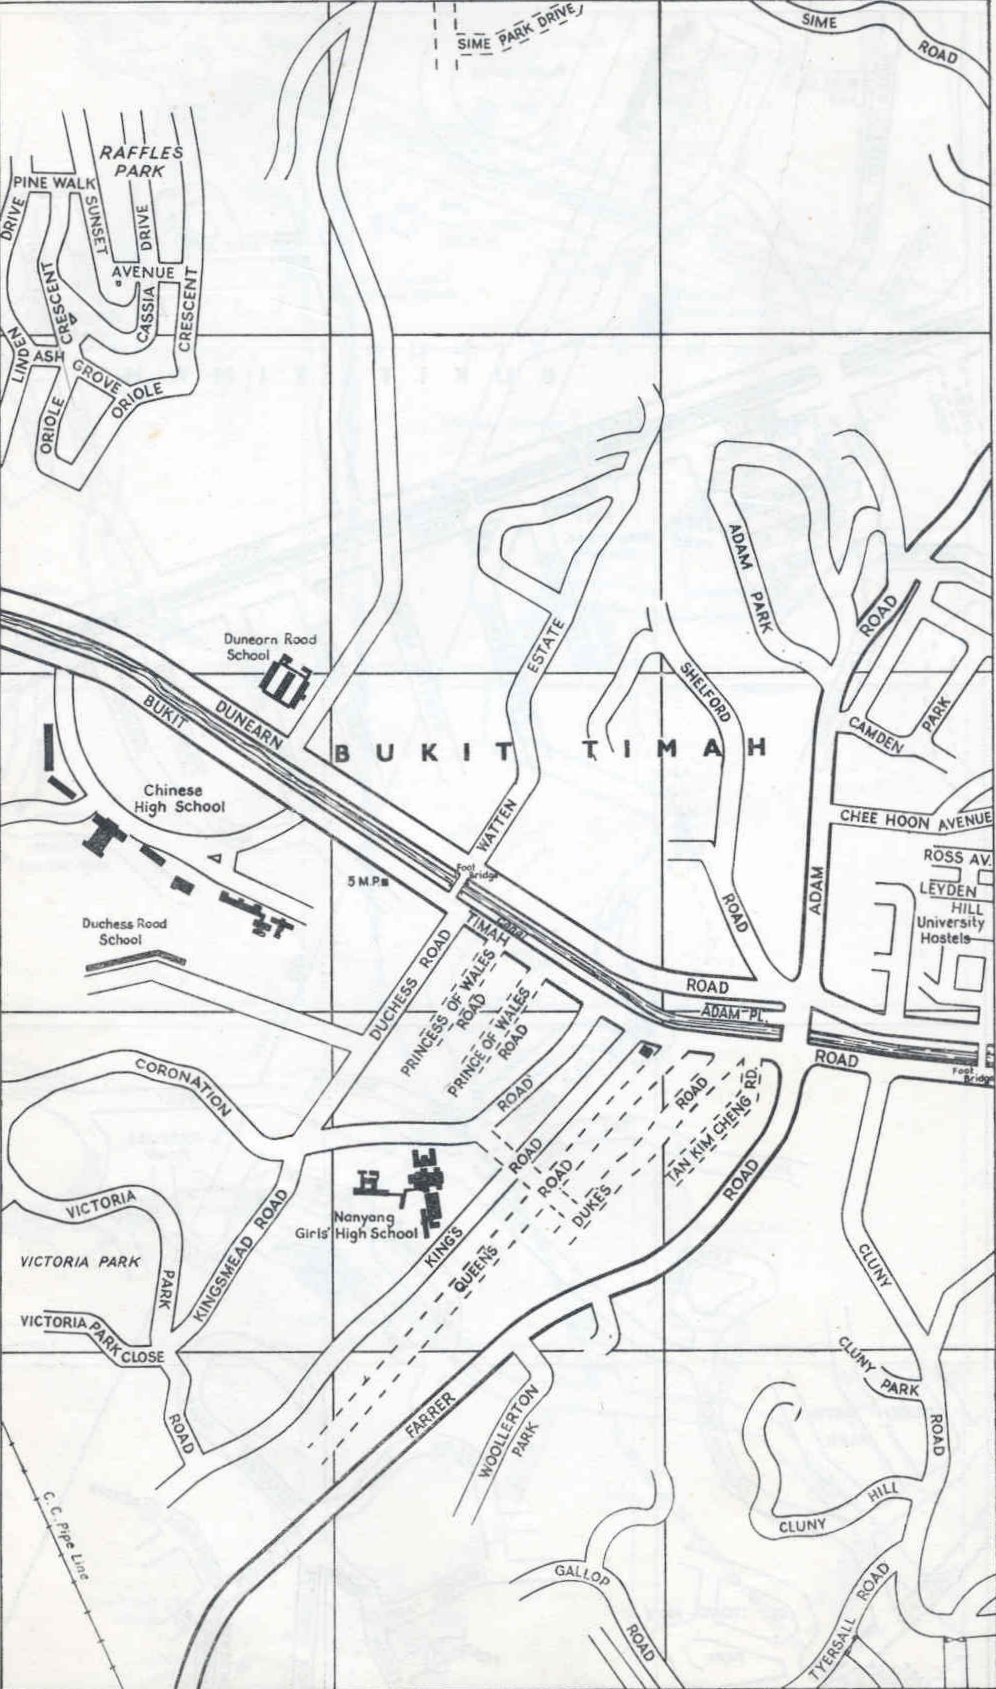 SIME PARK DRIVE
SIME
ROAD
RAFFLES
PARK
PINE WALK
DRIVE
SUNSET
DRIVE
AVENUE
CRESCENT
CASSIA
CRESCENT
LINDEN
ASH
GROVE
ORIOLE
ORIOLE
ADAM PARK
ROAD
Dunearn Road
School
ESTATE
SHELFORD
PARK
CAMDEN
BUKIT
DUNEARN
BUKIT TIMAH
Chinese
High School
WATTEN
CHEE HOON AVENUE
ROSS AV.
LEYDEN
HILL
University
Hostels
ADAM
Foot
Bridge
5 M.P.
Duchess Road
School
TIMAH
Canal
ROAD
DUCHESS ROAD
PRINCESS OF WALES
ROAD
PRINCE OF WALES
ROAD
ROAD
ADAM PL.
ROAD
Foot
Bridge
CORONATION
ROAD
ROAD
ROAD
TAN KIM CHENG RD.
ROAD
ROAD
DUKES
Nanyang
Girls' High School
VICTORIA
KINGSMEAD ROAD
KINGS
QUEENS
VICTORIA PARK
PARK
CLUNY
VICTORIA PARK
CLOSE
CLUNY
PARK
ROAD
FARRER
WOOLLERTON
PARK
ROAD
C. C. Pipe Line
HILL
CLUNY
GALLOP
ROAD
TYERSALL ROAD